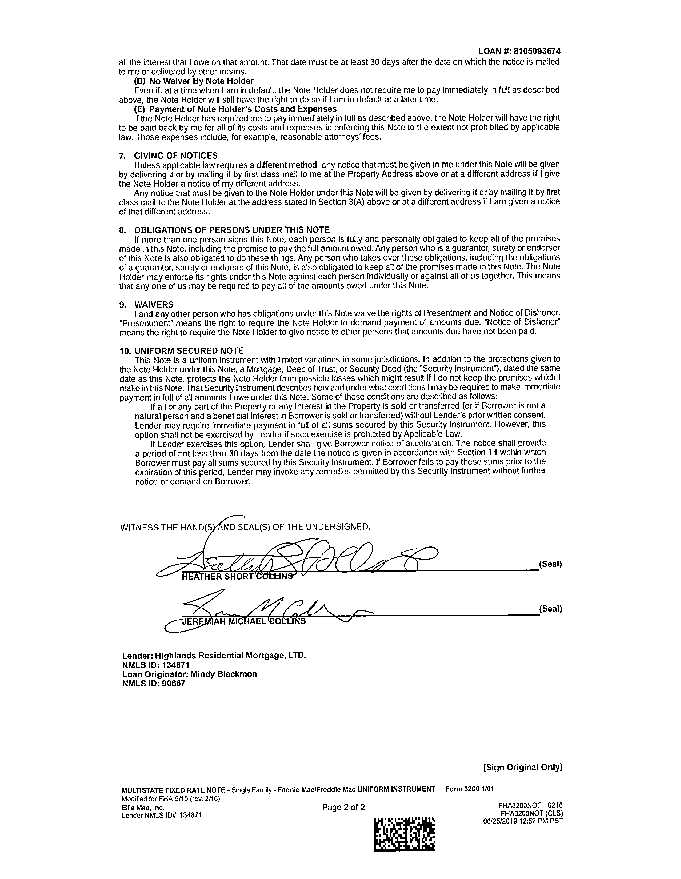 LOAN #: 8105093674
all the interest that I owe on that amount. That date must be at least 30 days after the date on which the notice is mailed
to me or delivered by other means.
(D) No Waiver By Note Holder
Even if, at a time when I am in default, the Note Holder does not require me to pay immediately in full as described
above, the Note Holder will still have the right to do so if I am in default at a later time.
(E) Payment of Note Holder's Costs and Expenses
If the Note Holder has required me to pay immediately in full as described above, the Note Holder will have the right
to be paid back by me for all of its costs and expenses in enforcing this Note to the extent not prohibited by applicable
law. Those expenses include, for example, reasonable attorneys' fees.
7. GIVING OF NOTICES
Unless applicable law requires a different method, any notice that must be given to me under this Note will be given
by delivering it or by mailing it by first class mail to me at the Property Address above or at a different address if I give
the Note Holder a notice of my different address.
Any notice that must be given to the Note Holder under this Note will be given by delivering it or by mailing it by first
class mail to the Note Holder at the address stated in Section 3(A) above or at a different address if I am given a notice
of that different address.
8. OBLIGATIONS OF PERSONS UNDER THIS NOTE
If more than one person signs this Note, each person is fully and personally obligated to keep all of the promises
made in this Note, including the promise to pay the full amount owed. Any person who is a guarantor, surety or endorser
of this Note is also obligated to do these things. Any person who takes over these obligations, including the obligations
of a guarantor, surety or endorser of this Note, is also obligated to keep all of the promises made in this Note. The Note
Holder may enforce its rights under this Note against each person individually or against all of us together. This means
that any one of us may be required to pay all of the amounts owed under this Note.
9. WAIVERS
I and any other person who has obligations under this Note waive the rights of Presentment and Notice of Dishonor.
"Presentment" means the right to require the Note Holder to demand payment of amounts due. "Notice of Dishonor"
means the right to require the Note Holder to give notice to other persons that amounts due have not been paid.
10. UNIFORM SECURED NOTE
This Note is a uniform instrument with limited variations in some jurisdictions. In addition to the protections given to
the Note Holder under this Note, a Mortgage, Deed of Trust, or Security Deed (the "Security Instrument"), dated the same
date as this Note, protects the Note Holder from possible losses which might result if I do not keep the promises which I
make in this Note. That Security Instrument describes how and under what conditions I may be required to make immediate
payment in full of all amounts I owe under this Note. Some of those conditions are described as follows:
If all or any part of the Property or any Interest in the Property is sold or transferred (or if Borrower is not a
natural person and a beneficial interest in Borrower is sold or transferred) without Lender's prior written consent,
Lender may require immediate payment in full of all sums secured by this Security Instrument. However, this
option shall not be exercised by Lender if such exercise is prohibited by Applicable Law.
If Lender exercises this option, Lender shall give Borrower notice of acceleration. The notice shall provide
a period of not less than 30 days from the date the notice is given in accordance with Section 14 within which
Borrower must pay all sums secured by this Security Instrument. If Borrower fails to pay these sums prior to the
expiration of this period, Lender may invoke any remedies permitted by this Security Instrument without further
notice or demand on Borrower.
WITNESS THE HAND(S) AND SEAL(S) OF THE UNDERSIGNED.
(Seal)
HEATHER SHORT COLLINS
(Seal)
JEREMIAH MICHAEL COLLINS
Lender: Highlands Residential Mortgage, LTD.
NMLS ID: 134871
Loan Originator: Mindy Blackmon
NMLS ID: 90667
[Sign Original Only]
MULTISTATE FIXED RATE NOTE - Single Family - Fannie Mae/Freddie Mac UNIFORM INSTRUMENT Form 3200 1/01
Modified for FHA 9/15 (rev. 2/16)
Ellie Mae, Inc.
Page 2 of 2
Lender NMLS ID# 134871
FHA3200NOT 0216
FHA3200NOT (CLS)
06/25/2019 12:57 PM PST